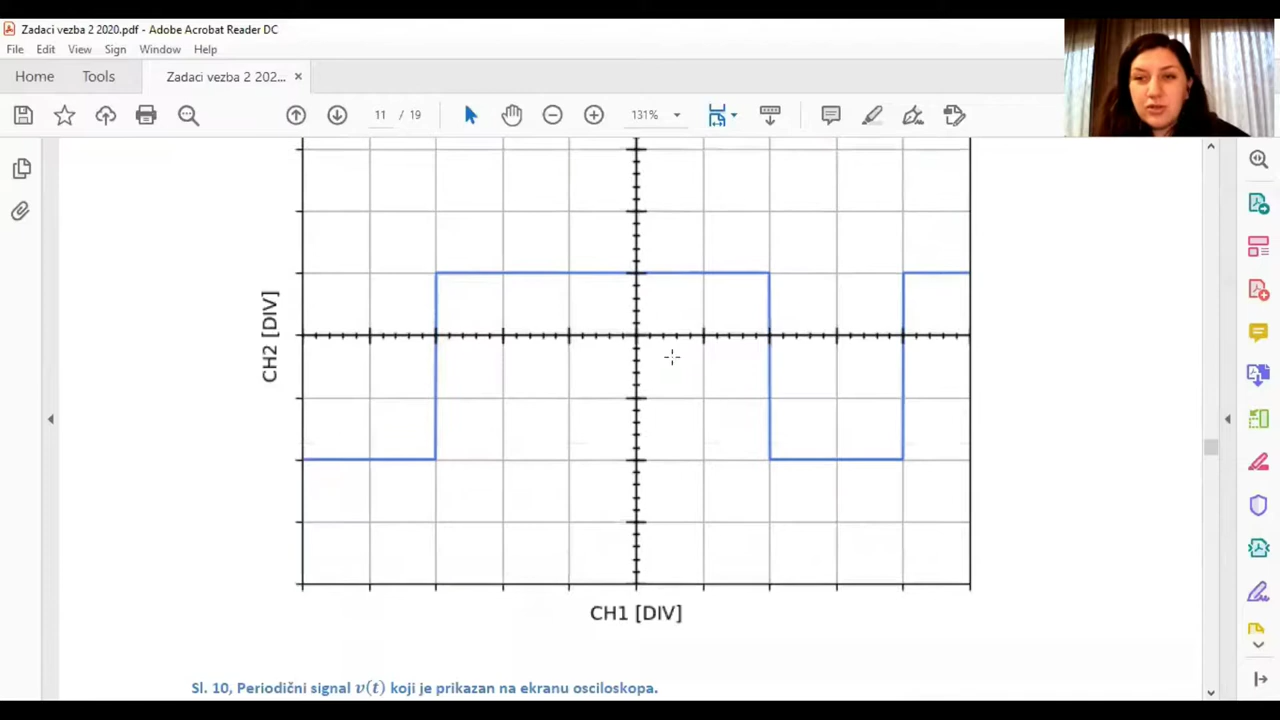 Zadaci vezba 2 2020.pdf - Adobe Acrobat Reader DC
File Edit View Window Help
Home Tools Zadaci vezba 2 202... ×
11 / 19 131%
CH2 [DIV]
CH1 [DIV]
Sl. 10, Periodični signal v(t) koji je prikazan na ekranu osciloskopa.